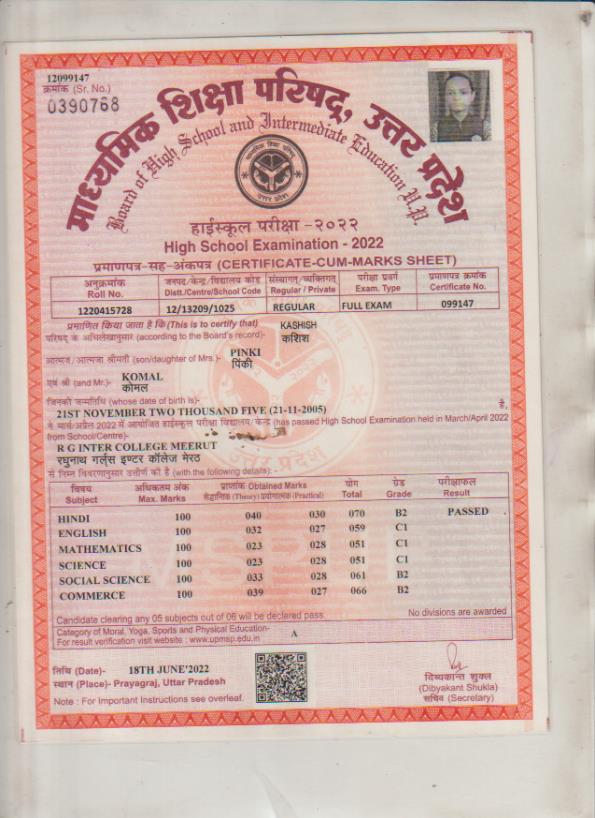 12099147
क्रमांक (Sr. No.)
0390768
माध्यमिक शिक्षा परिषद्, उत्तर प्रदेश
Board of High School and Intermediate Education U.P.
हाईस्कूल परीक्षा -२०२२
High School Examination - 2022
प्रमाणपत्र-सह-अंकपत्र (CERTIFICATE-CUM-MARKS SHEET)
अनुक्रमांक जनपद/केन्द्र/विद्यालय कोड संस्थागत/व्यक्तिगत परीक्षा प्रवर्ग प्रमाणपत्र क्रमांक
Roll No. Distt./Centre/School Code Regular / Private Exam. Type Certificate No.
1220415728 12/13209/1025 REGULAR FULL EXAM 099147
प्रमाणित किया जाता है कि (This is to certify that) KASHISH
परिषद् के अभिलेखानुसार (according to the Board's record)- कशिश
आत्मज/आत्मजा श्रीमती (son/daughter of Mrs.)- PINKI
पिंकी
एवं श्री (and Mr.)- KOMAL
कोमल
जिनकी जन्मतिथि (whose date of birth is)-
21ST NOVEMBER TWO THOUSAND FIVE (21-11-2005) है,
ने मार्च/अप्रैल 2022 में आयोजित हाईस्कूल परीक्षा विद्यालय/केन्द्र (has passed High School Examination held in March/April 2022
from School/Centre)-
R G INTER COLLEGE MEERUT
रघुनाथ गर्ल्स इण्टर कॉलेज मेरठ
से निम्न विवरणानुसार उत्तीर्ण की है (with the following details): -
विषय अधिकतम अंक प्राप्तांक Obtained Marks योग ग्रेड परीक्षाफल
Subject Max. Marks सैद्धान्तिक (Theory) प्रयोगात्मक (Practical) Total Grade Result
HINDI 100 040 030 070 B2 PASSED
ENGLISH 100 032 027 059 C1
MATHEMATICS 100 023 028 051 C1
SCIENCE 100 023 028 051 C1
SOCIAL SCIENCE 100 033 028 061 B2
COMMERCE 100 039 027 066 B2
Candidate clearing any 05 subjects out of 06 will be declared pass. No divisions are awarded
Category of Moral, Yoga, Sports and Physical Education- A
For result verification visit website : www.upmsp.edu.in
तिथि (Date)- 18TH JUNE'2022
स्थान (Place)- Prayagraj, Uttar Pradesh
Note : For Important Instructions see overleaf.
दिव्यकान्त शुक्ल
(Dibyakant Shukla)
सचिव (Secretary)